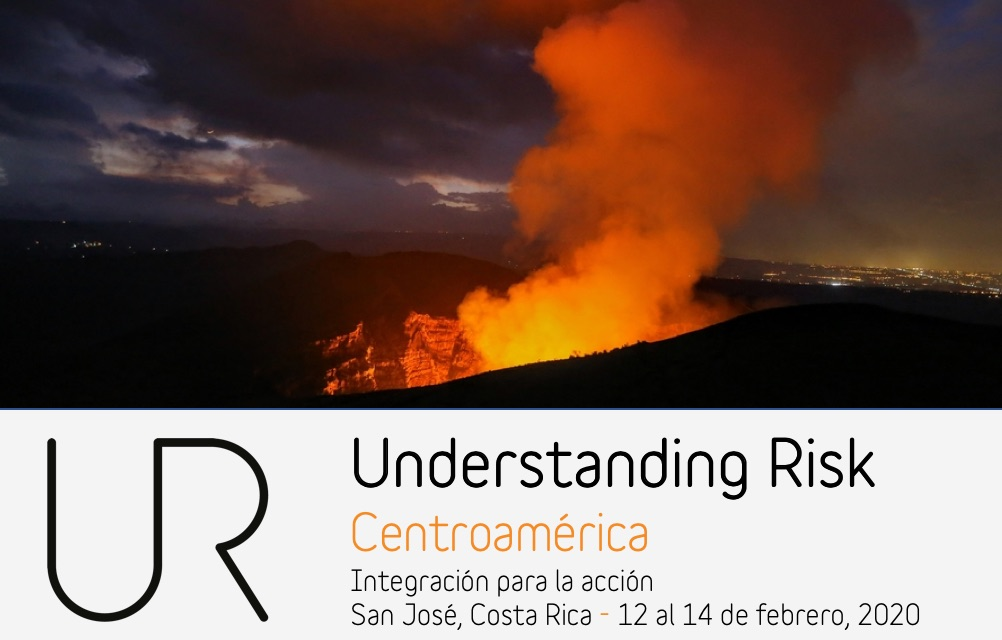 UR
Understanding Risk
Centroamérica
Integración para la acción
San José, Costa Rica - 12 al 14 de febrero, 2020